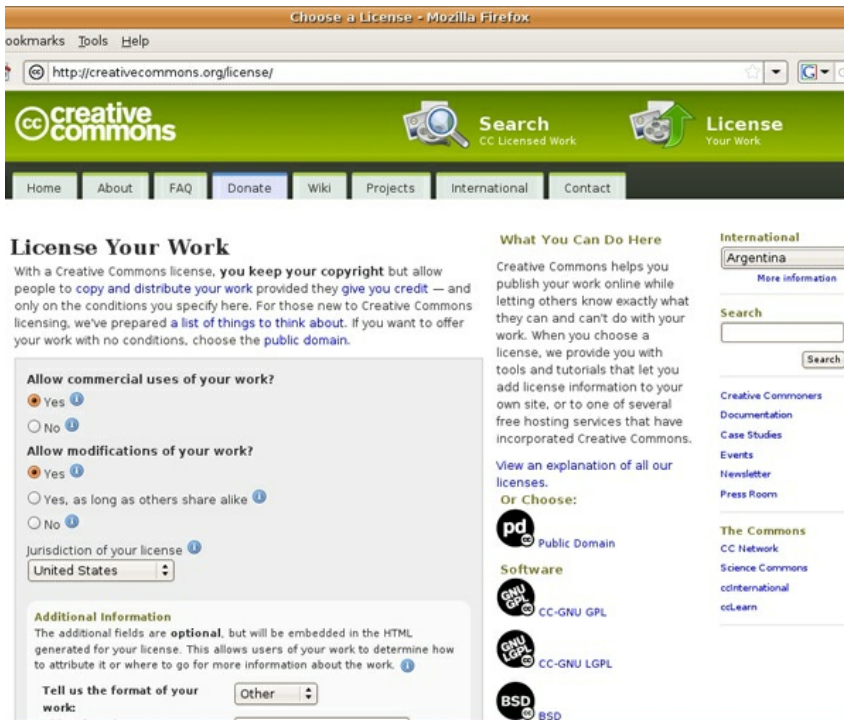 Choose a License - Mozilla Firefox
ookmarks Tools Help
http://creativecommons.org/license/
cc creative commons
Search
CC Licensed Work
License
Your Work
Home About FAQ Donate Wiki Projects International Contact
License Your Work
With a Creative Commons license, you keep your copyright but allow
people to copy and distribute your work provided they give you credit — and
only on the conditions you specify here. For those new to Creative Commons
licensing, we've prepared a list of things to think about. If you want to offer
your work with no conditions, choose the public domain.
Allow commercial uses of your work?
Yes
No
Allow modifications of your work?
Yes
Yes, as long as others share alike
No
Jurisdiction of your license
United States
Additional Information
The additional fields are optional, but will be embedded in the HTML
generated for your license. This allows users of your work to determine how
to attribute it or where to go for more information about the work.
Tell us the format of your
work:
Other
What You Can Do Here
Creative Commons helps you
publish your work online while
letting others know exactly what
they can and can't do with your
work. When you choose a
license, we provide you with
tools and tutorials that let you
add license information to your
own site, or to one of several
free hosting services that have
incorporated Creative Commons.
View an explanation of all our
licenses.
Or Choose:
pd cc Public Domain
Software
GNU GPL cc CC-GNU GPL
GNU LGPL cc CC-GNU LGPL
BSD cc BSD
International
Argentina
More information
Search
Search
Creative Commoners
Documentation
Case Studies
Events
Newsletter
Press Room
The Commons
CC Network
Science Commons
ccInternational
ccLearn